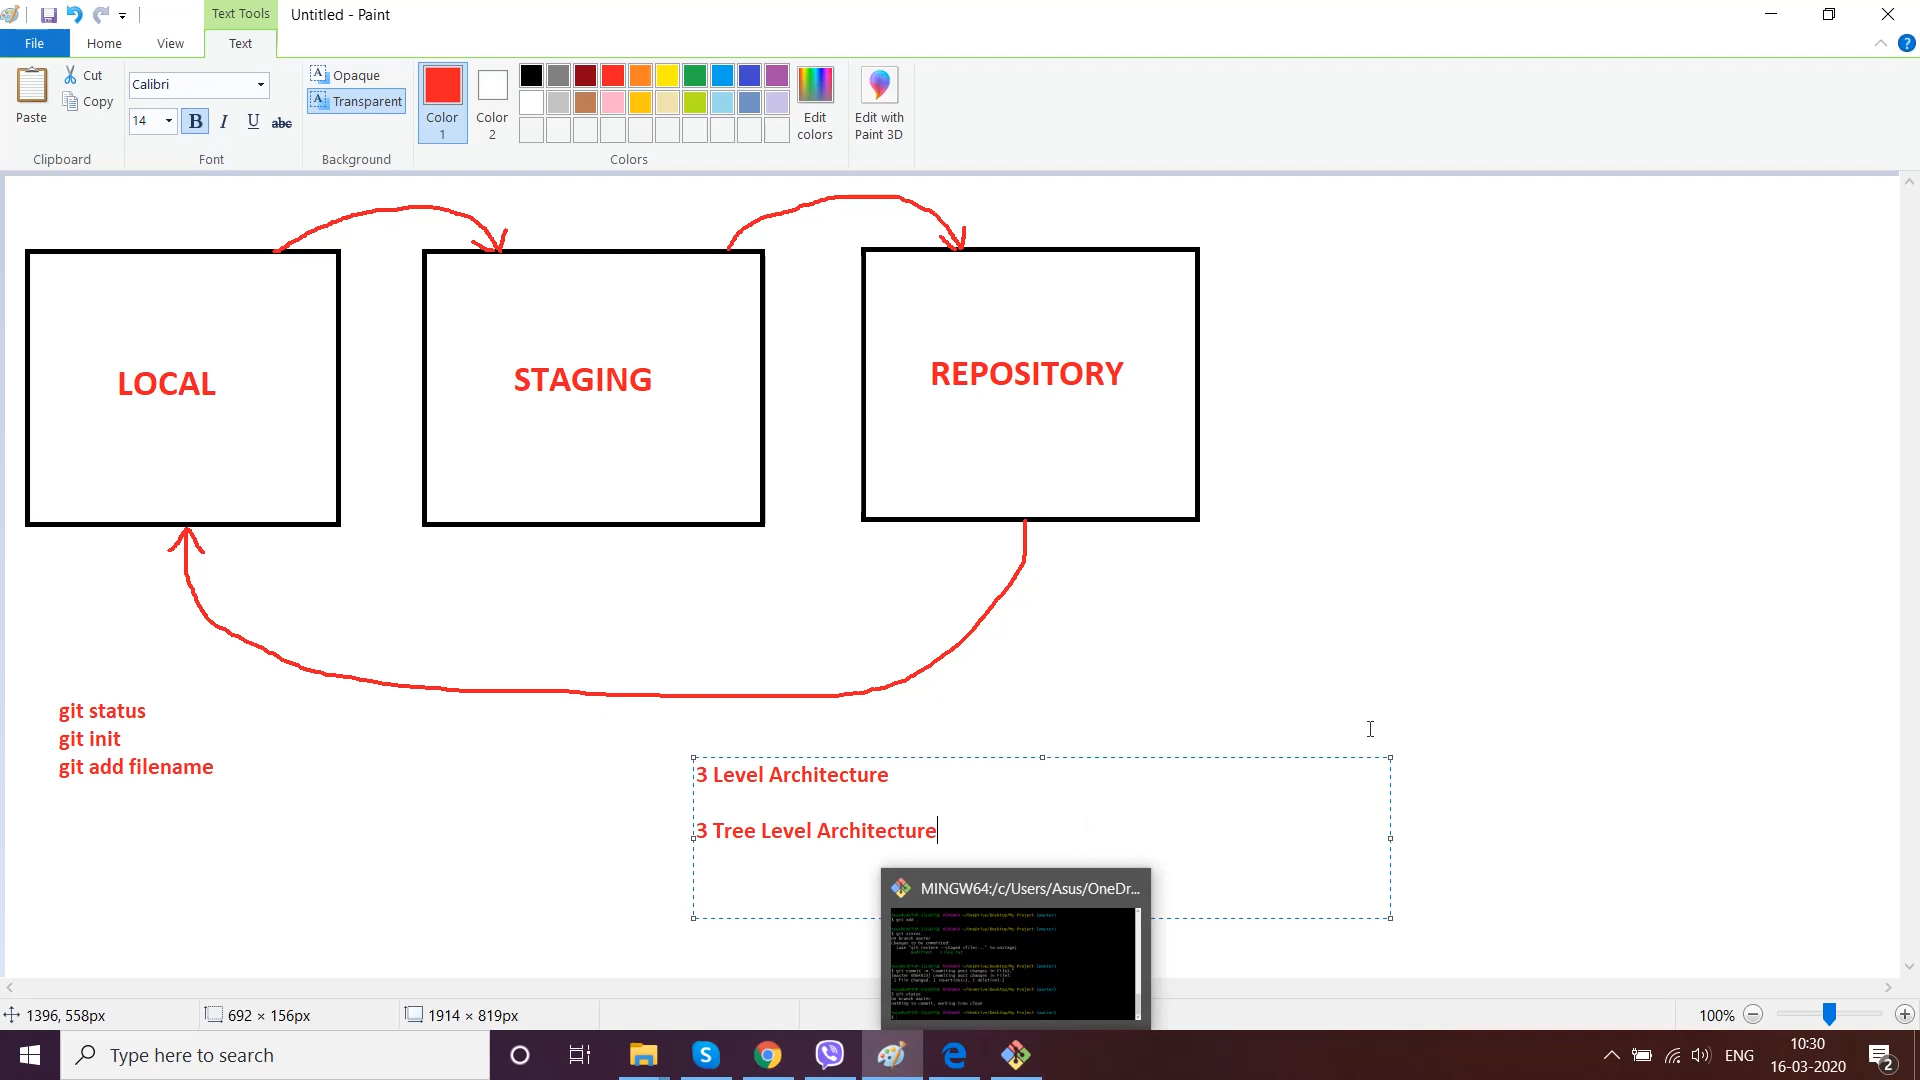 Text Tools
Untitled - Paint
File
Home
View
Text
Paste
Cut
Copy
Clipboard
Calibri
14
B I U abc
Font
Opaque
Transparent
Background
Color 1
Color 2
Colors
Edit colors
Edit with Paint 3D
LOCAL
STAGING
REPOSITORY
git status
git init
git add filename
3 Level Architecture
3 Tree Level Architecture
MINGW64:/c/Users/Asus/OneDr...
1396, 558px
692 × 156px
1914 × 819px
100%
Type here to search
ENG
10:30
16-03-2020
2